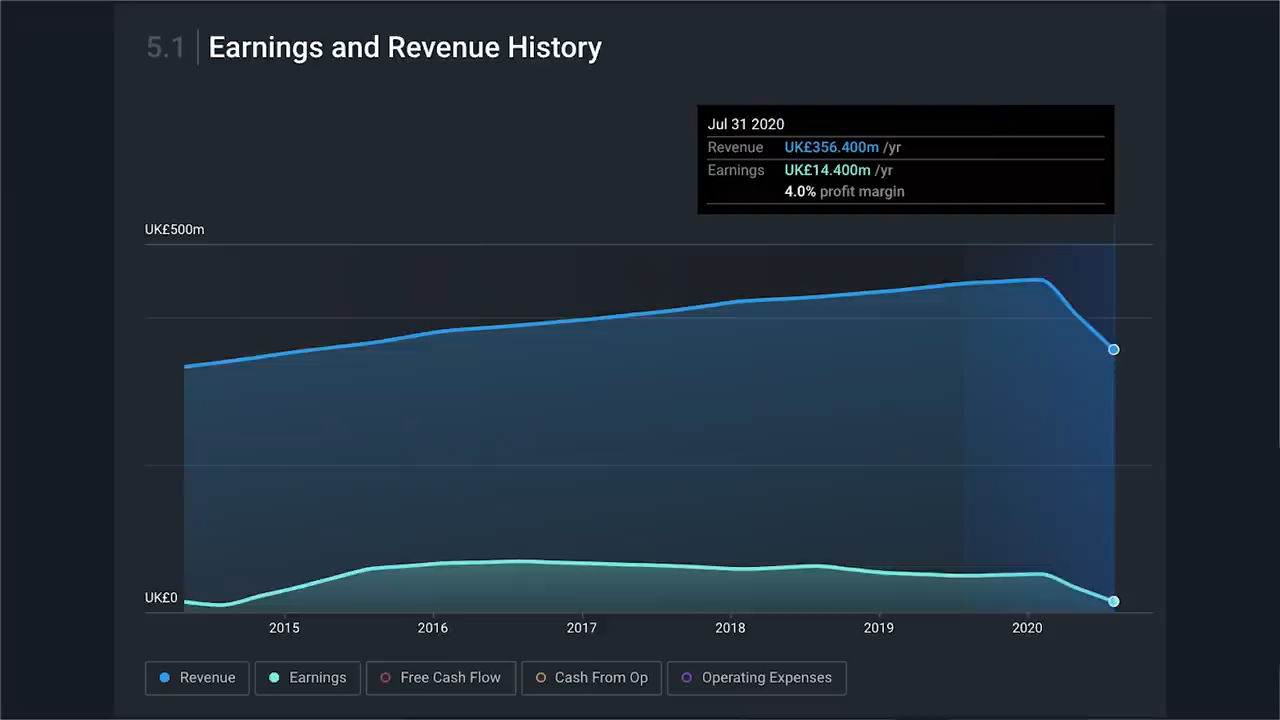 5.1 Earnings and Revenue History
Jul 31 2020
Revenue UK£356.400m /yr
Earnings UK£14.400m /yr
4.0% profit margin
UK£500m
UK£0
2015 2016 2017 2018 2019 2020
Revenue Earnings Free Cash Flow Cash From Op Operating Expenses